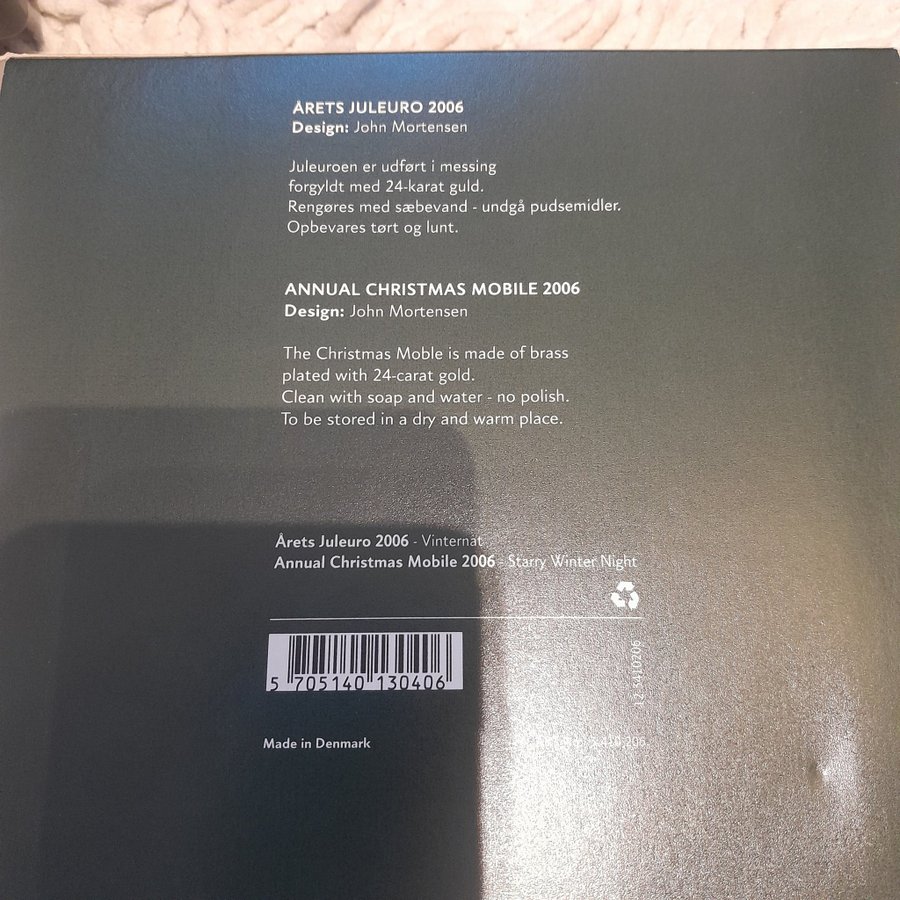 ÅRETS JULEURO 2006
Design: John Mortensen
Juleuroen er udført i messing
forgyldt med 24-karat guld.
Rengøres med sæbevand - undgå pudsemidler.
Opbevares tørt og lunt.
ANNUAL CHRISTMAS MOBILE 2006
Design: John Mortensen
The Christmas Moble is made of brass
plated with 24-carat gold.
Clean with soap and water - no polish.
To be stored in a dry and warm place.
Årets Juleuro 2006 - Vinternat
Annual Christmas Mobile 2006 - Starry Winter Night
5 705140 130406
Made in Denmark